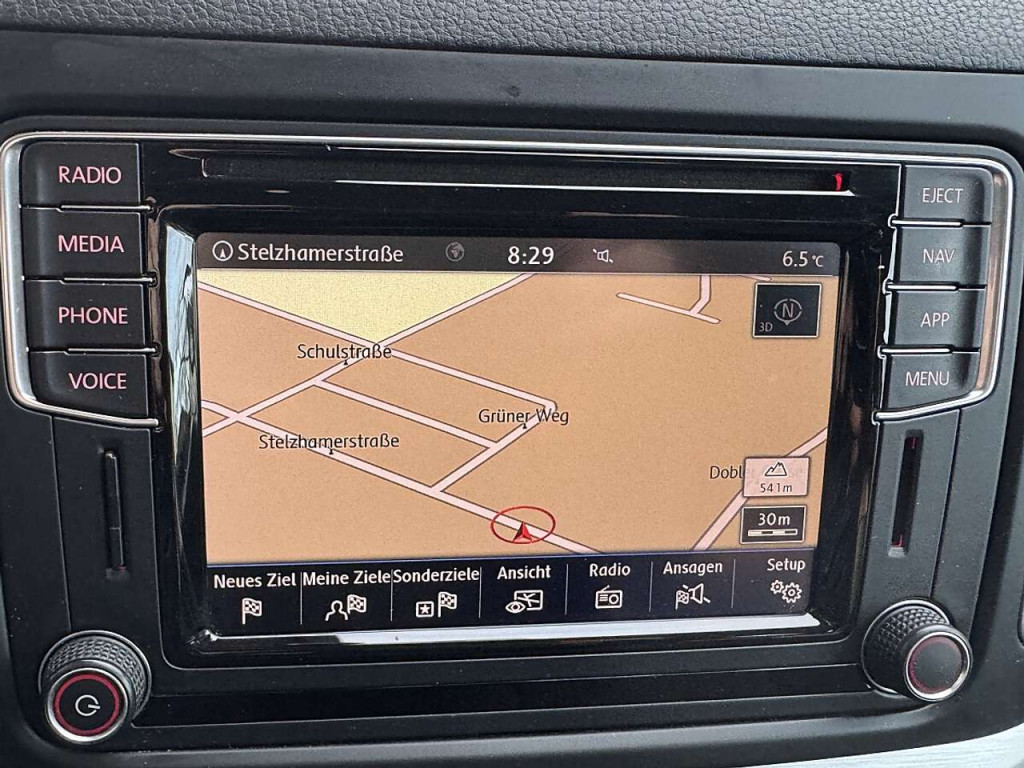 RADIO
MEDIA
PHONE
VOICE
EJECT
NAV
APP
MENU
Stelzhamerstraße 8:29 6.5°C
N
3D
Schulstraße
Grüner Weg
Stelzhamerstraße
Dobl
541m
30m
Neues Ziel Meine Ziele Sonderziele Ansicht Radio Ansagen Setup